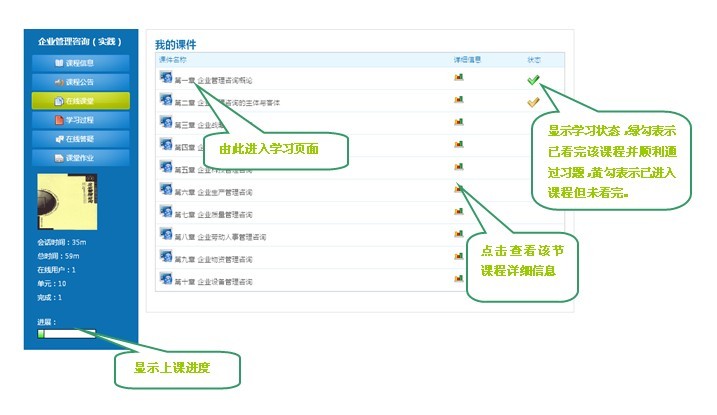 企业管理咨询（实践）
课程信息
课程公告
在线课堂
学习过程
在线答疑
课堂作业
会话时间：35m
总时间：59m
在线用户：1
单元：10
完成：1
进展：
显示上课进度
我的课件
课件名称 详细信息 状态
第一章 企业管理咨询概论
第二章 企业管理咨询的主体与客体
第三章 企业战
第四章
由此进入学习页面
第五章
第六章 企业生产管理咨询
第七章 企业质量管理咨询
第八章 企业劳动人事管理咨询
第九章 企业物资管理咨询
第十章 企业设备管理咨询
显示学习状态，绿勾表示
已看完该课程并顺利通
过习题，黄勾表示已进入
课程但未看完。
点击查看该节
课程详细信息